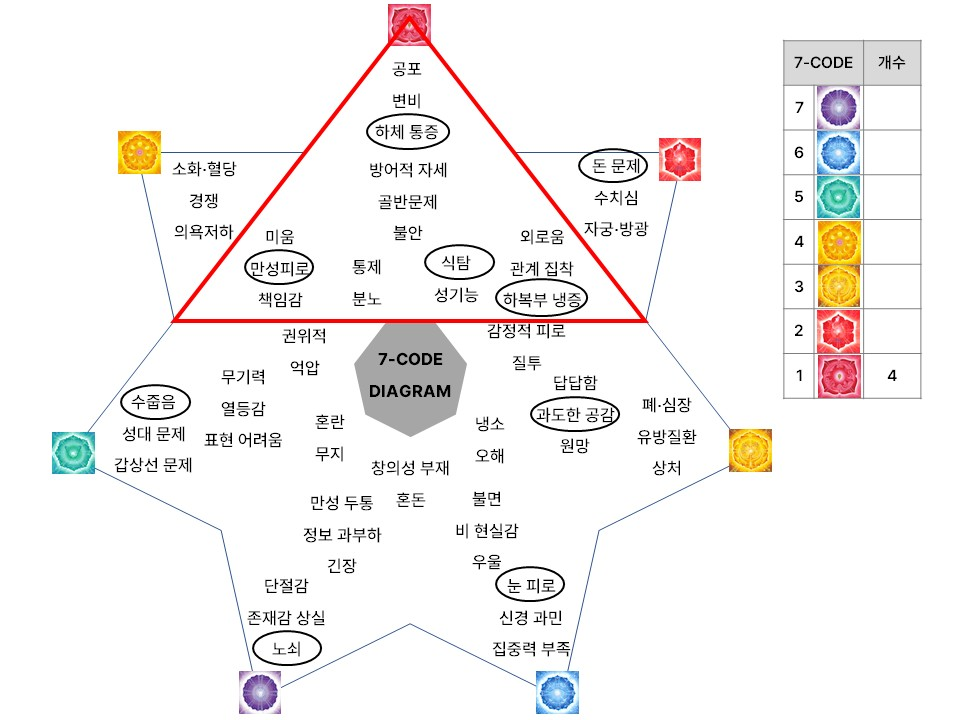 공포
변비
하체 통증
방어적 자세
골반문제
불안
소화·혈당
경쟁
의욕저하
돈 문제
수치심
자궁·방광
미움
만성피로
책임감
통제
분노
식탐
성기능
외로움
관계 집착
하복부 냉증
권위적
억압
7-CODE
DIAGRAM
감정적 피로
질투
무기력
열등감
표현 어려움
수줍음
성대 문제
갑상선 문제
혼란
무지
냉소
오해
답답함
과도한 공감
원망
폐·심장
유방질환
상처
창의성 부재
혼돈
만성 두통
정보 과부하
긴장
불면
비 현실감
우울
단절감
존재감 상실
노쇠
눈 피로
신경 과민
집중력 부족
7-CODE 개수
7
6
5
4
3
2
1 4